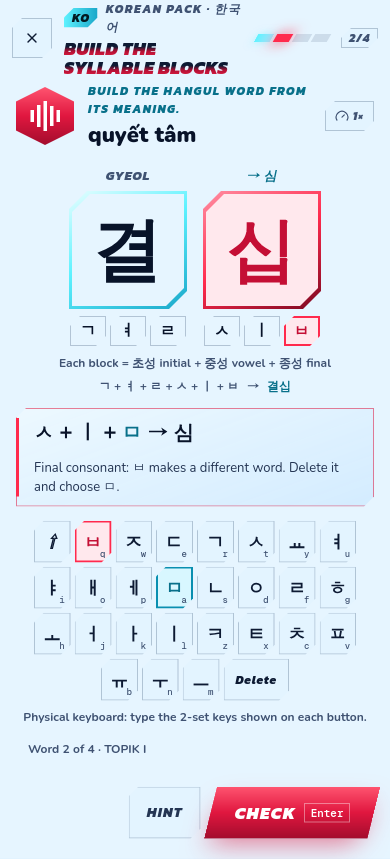 ×
KO
KOREAN PACK · 한국어
BUILD THE SYLLABLE BLOCKS
2/4
BUILD THE HANGUL WORD FROM ITS MEANING.
quyết tâm
1×
GYEOL
→ 심
결
십
ㄱ ㅕ ㄹ
ㅅ ㅣ ㅂ
Each block = 초성 initial + 중성 vowel + 종성 final
ㄱ + ㅕ + ㄹ + ㅅ + ㅣ + ㅂ → 결십
ㅅ + ㅣ + ㅁ → 심
Final consonant: ㅂ makes a different word. Delete it and choose ㅁ.
⇧ ㅂ q ㅈ w ㄷ e ㄱ r ㅅ t ㅛ y ㅕ u
ㅑ i ㅐ o ㅔ p ㅁ a ㄴ s ㅇ d ㄹ f ㅎ g
ㅗ h ㅓ j ㅏ k ㅣ l ㅋ z ㅌ x ㅊ c ㅍ v
ㅠ b ㅜ n ㅡ m Delete
Physical keyboard: type the 2-set keys shown on each button.
Word 2 of 4 · TOPIK I
HINT
CHECK Enter